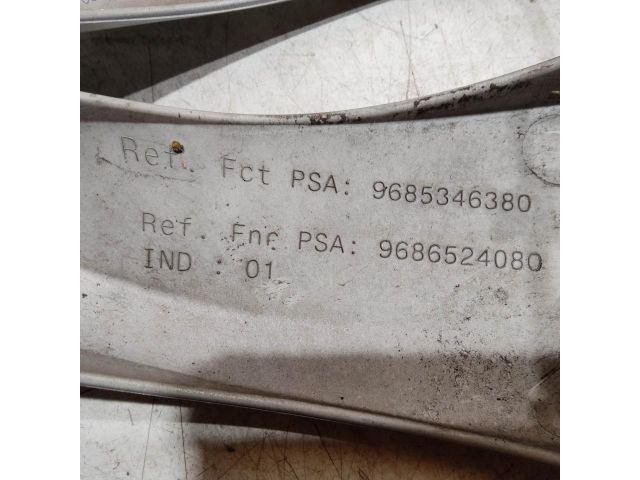 Ref. Fct PSA: 9685346380
Ref. Fnr PSA: 9686524080
IND : 01